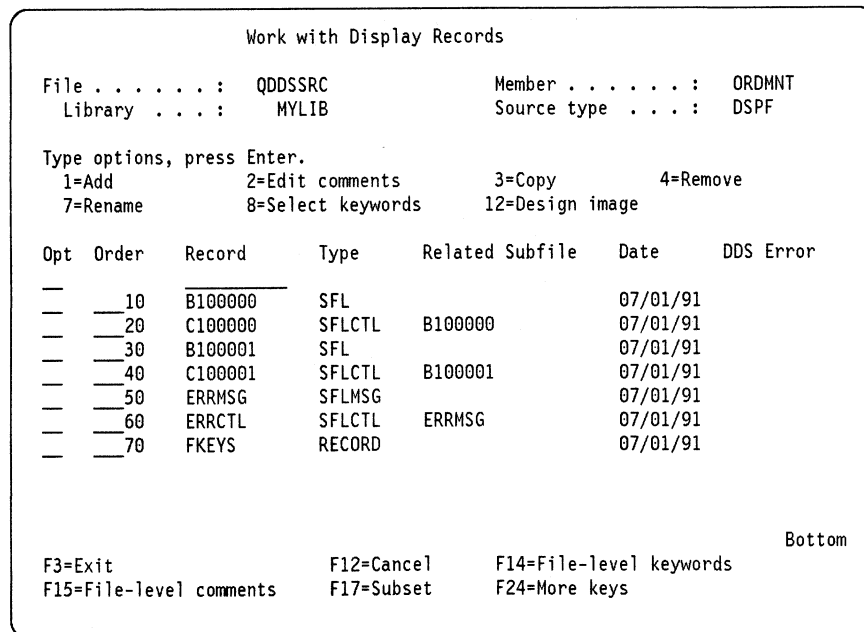 Work with Display Records
File . . . . . . : QDDSSRC Member . . . . . . : ORDMNT
Library . . . : MYLIB Source type . . . : DSPF
Type options, press Enter.
1=Add 2=Edit comments 3=Copy 4=Remove
7=Rename 8=Select keywords 12=Design image
Opt Order Record Type Related Subfile Date DDS Error
10 B100000 SFL 07/01/91
20 C100000 SFLCTL B100000 07/01/91
30 B100001 SFL 07/01/91
40 C100001 SFLCTL B100001 07/01/91
50 ERRMSG SFLMSG 07/01/91
60 ERRCTL SFLCTL ERRMSG 07/01/91
70 FKEYS RECORD 07/01/91
Bottom
F3=Exit F12=Cancel F14=File-level keywords
F15=File-level comments F17=Subset F24=More keys